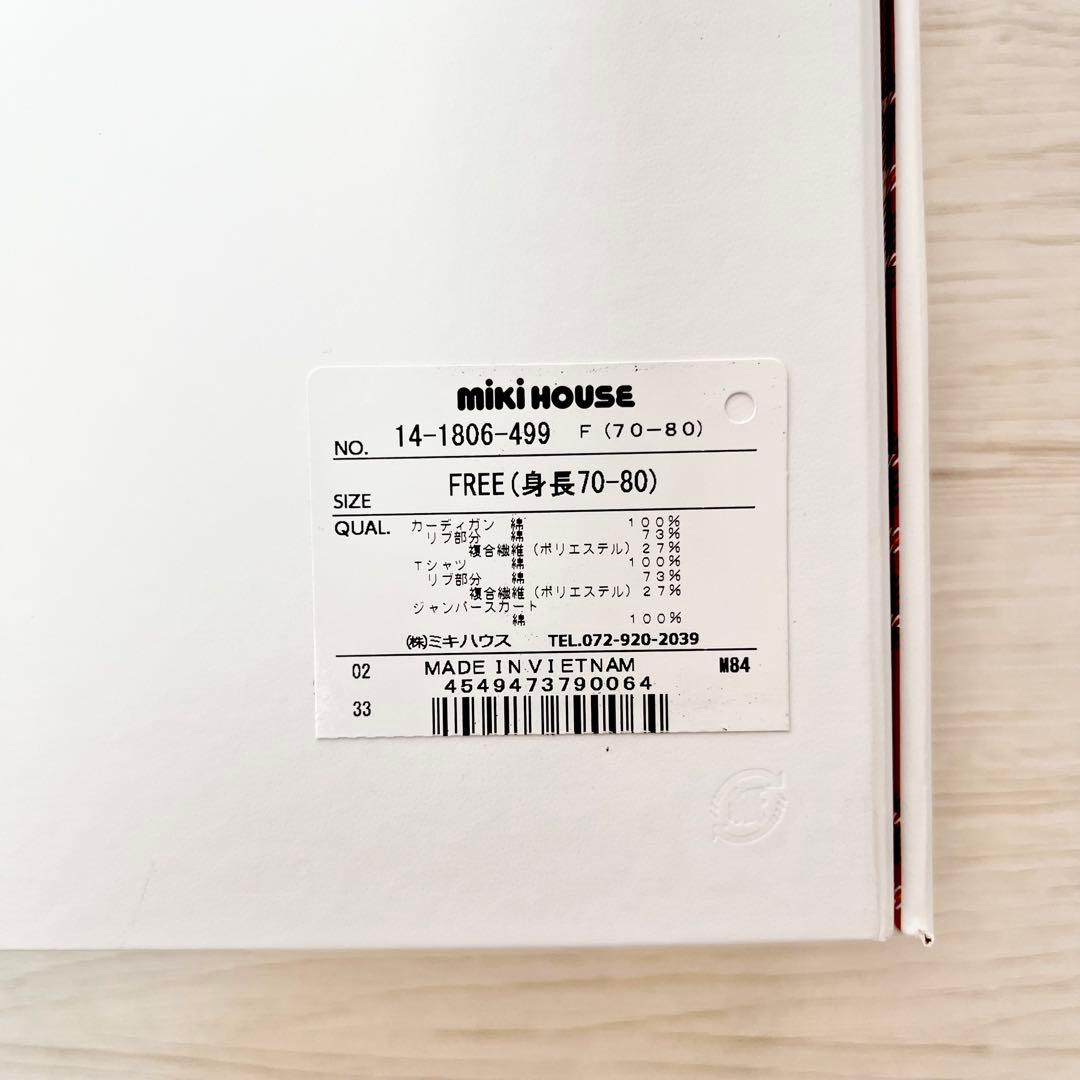 miki HOUSE
NO. 14-1806-499 F (70-80)
SIZE FREE(身長70-80)
QUAL. カーディガン 綿 100%
リブ部分 綿 73%
複合繊維(ポリエステル) 27%
Tシャツ 綿 100%
リブ部分 綿 73%
複合繊維(ポリエステル) 27%
ジャンパースカート
綿 100%
㈱ミキハウス TEL.072-920-2039
02 MADE IN VIETNAM M84
4549473790064
33